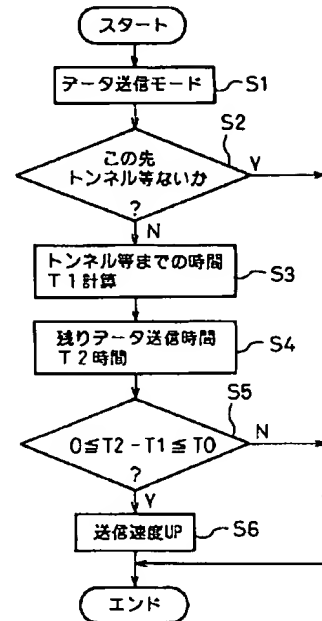 スタート
データ送信モード
S1
S2
この先
トンネル等ないか
?
Y
N
トンネル等までの時間
T1計算
S3
残りデータ送信時間
T2時間
S4
S5
0≦T2-T1≦T0
?
N
Y
送信速度UP
S6
エンド